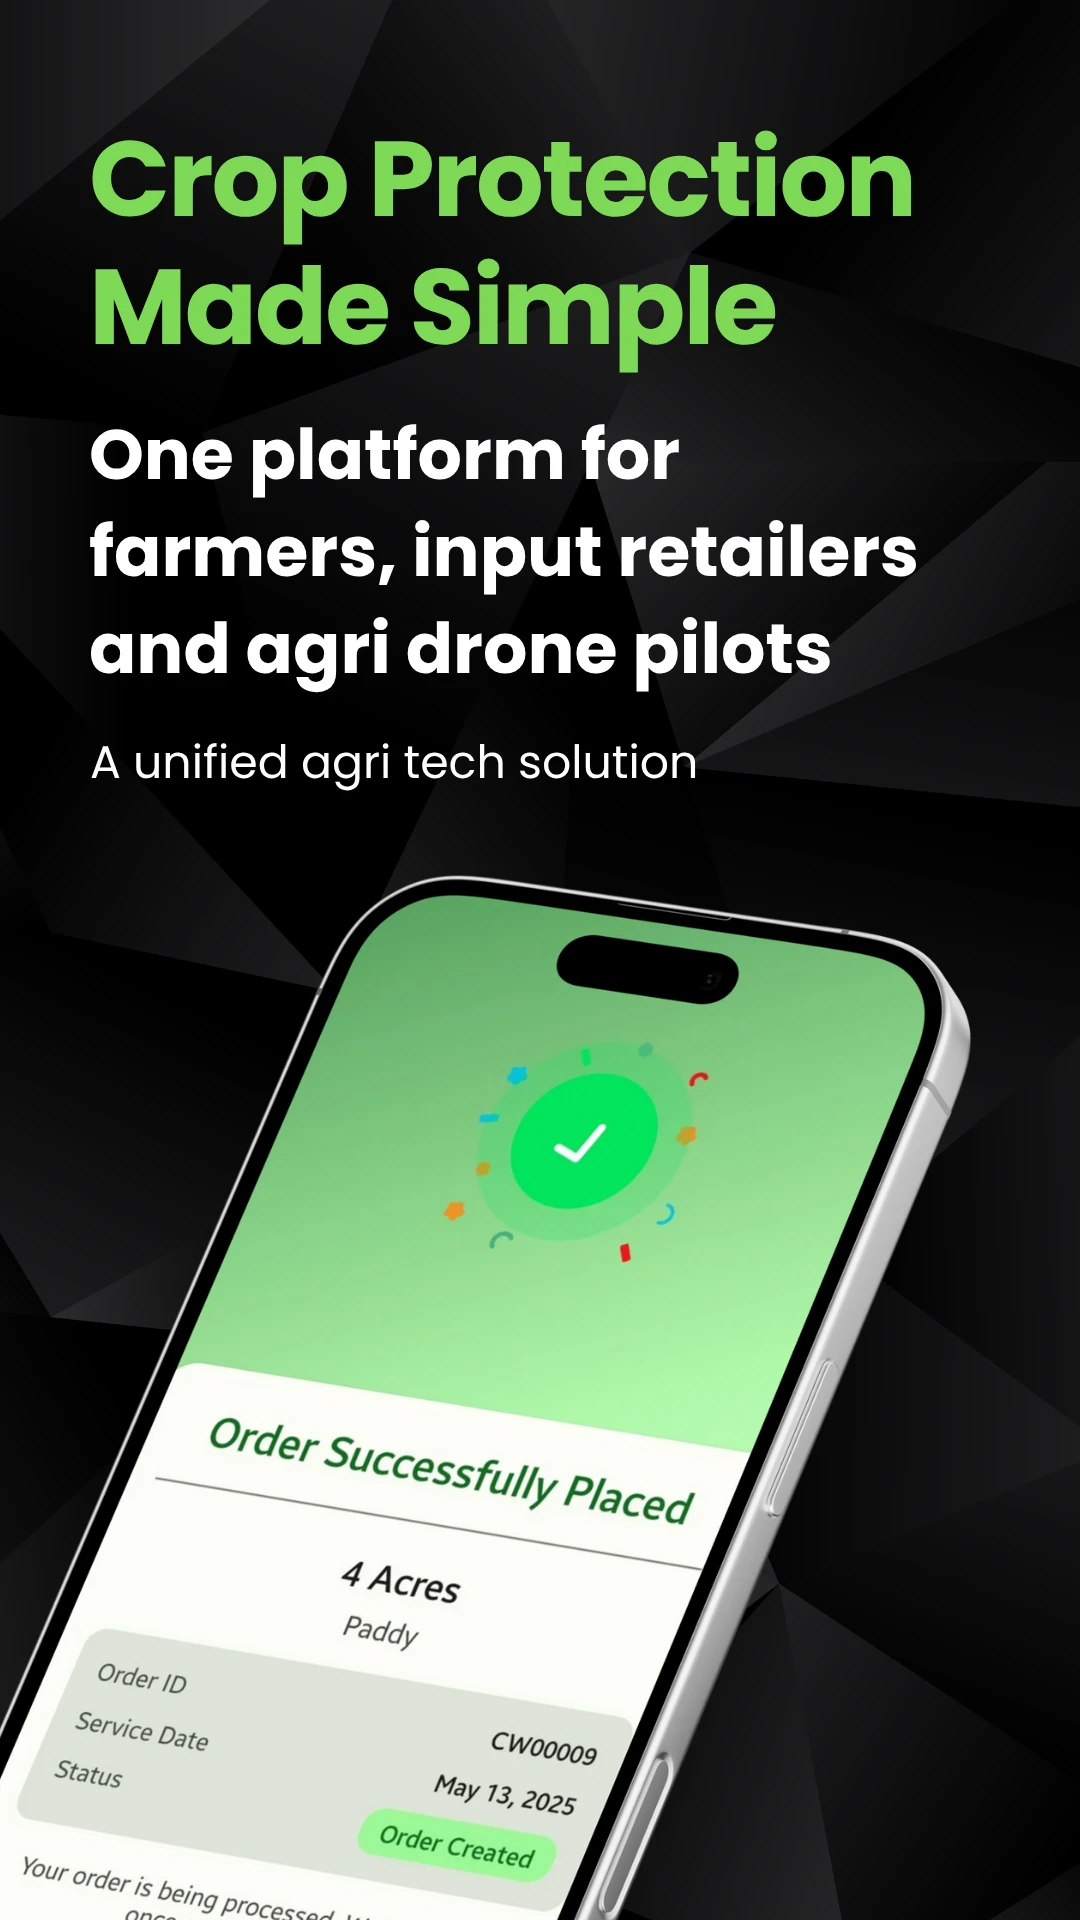 Crop Protection
Made Simple
One platform for
farmers, input retailers
and agri drone pilots
A unified agri tech solution
Order Successfully Placed
4 Acres
Paddy
Order ID
CW00009
Service Date
May 13, 2025
Status
Order Created
Your order is being processed.
once